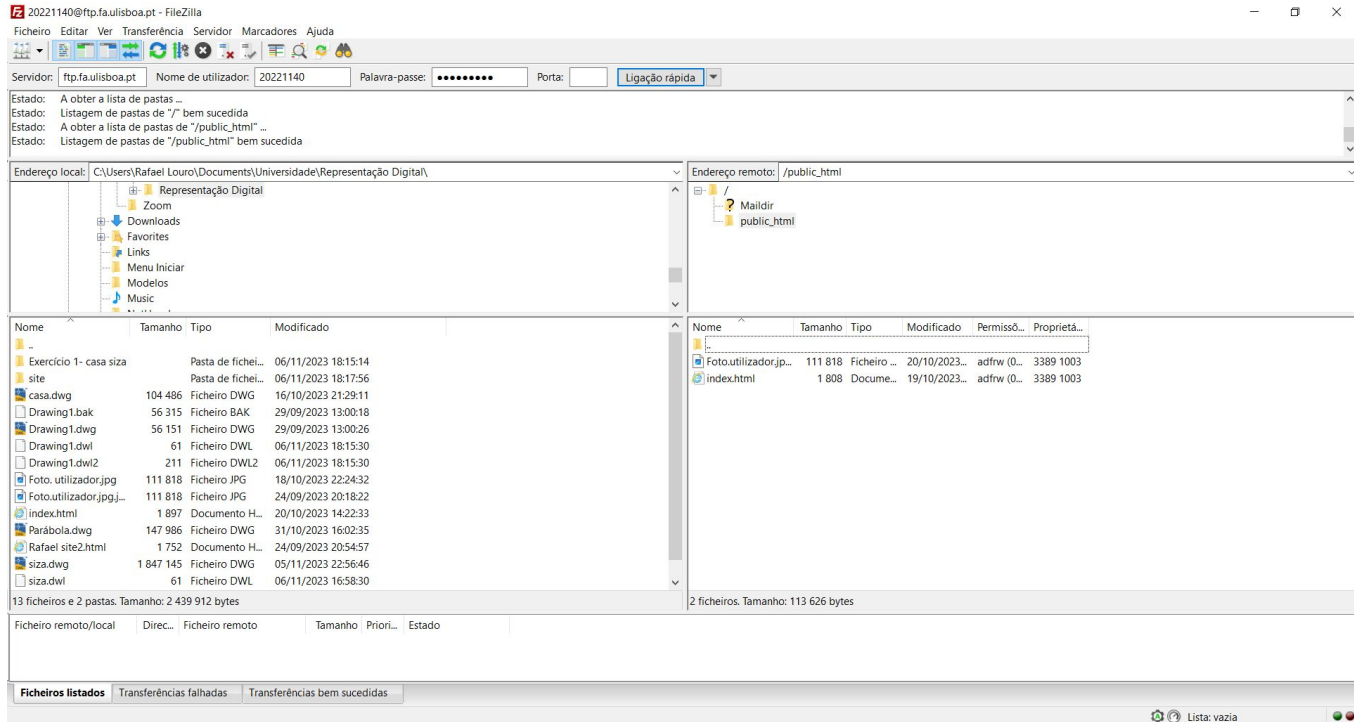 20221140@ftp.fa.ulisboa.pt - FileZilla
Ficheiro Editar Ver Transferência Servidor Marcadores Ajuda
Servidor: ftp.fa.ulisboa.pt Nome de utilizador: 20221140 Palavra-passe: ●●●●●●●●● Porta: Ligação rápida
Estado: A obter a lista de pastas ...
Estado: Listagem de pastas de "/" bem sucedida
Estado: A obter a lista de pastas de "/public_html" ...
Estado: Listagem de pastas de "/public_html" bem sucedida
Endereço local: C:\Users\Rafael Louro\Documents\Universidade\Representação Digital\
Representação Digital
Zoom
Downloads
Favorites
Links
Menu Iniciar
Modelos
Music
Endereço remoto: /public_html
/
Maildir
public_html
Nome Tamanho Tipo Modificado
..
Exercício 1- casa siza Pasta de fichei... 06/11/2023 18:15:14
site Pasta de fichei... 06/11/2023 18:17:56
casa.dwg 104 486 Ficheiro DWG 16/10/2023 21:29:11
Drawing1.bak 56 315 Ficheiro BAK 29/09/2023 13:00:18
Drawing1.dwg 56 151 Ficheiro DWG 29/09/2023 13:00:26
Drawing1.dwl 61 Ficheiro DWL 06/11/2023 18:15:30
Drawing1.dwl2 211 Ficheiro DWL2 06/11/2023 18:15:30
Foto. utilizador.jpg 111 818 Ficheiro JPG 18/10/2023 22:24:32
Foto.utilizador.jpg.j... 111 818 Ficheiro JPG 24/09/2023 20:18:22
index.html 1 897 Documento H... 20/10/2023 14:22:33
Parábola.dwg 147 986 Ficheiro DWG 31/10/2023 16:02:35
Rafael site2.html 1 752 Documento H... 24/09/2023 20:54:57
siza.dwg 1 847 145 Ficheiro DWG 05/11/2023 22:56:46
siza.dwl 61 Ficheiro DWL 06/11/2023 16:58:30
13 ficheiros e 2 pastas. Tamanho: 2 439 912 bytes
Nome Tamanho Tipo Modificado Permissõ... Proprietá...
..
Foto.utilizador.jp... 111 818 Ficheiro ... 20/10/2023... adfrw (0... 3389 1003
index.html 1 808 Docume... 19/10/2023... adfrw (0... 3389 1003
2 ficheiros. Tamanho: 113 626 bytes
Ficheiro remoto/local Direc... Ficheiro remoto Tamanho Priori... Estado
Ficheiros listados Transferências falhadas Transferências bem sucedidas
Lista: vazia